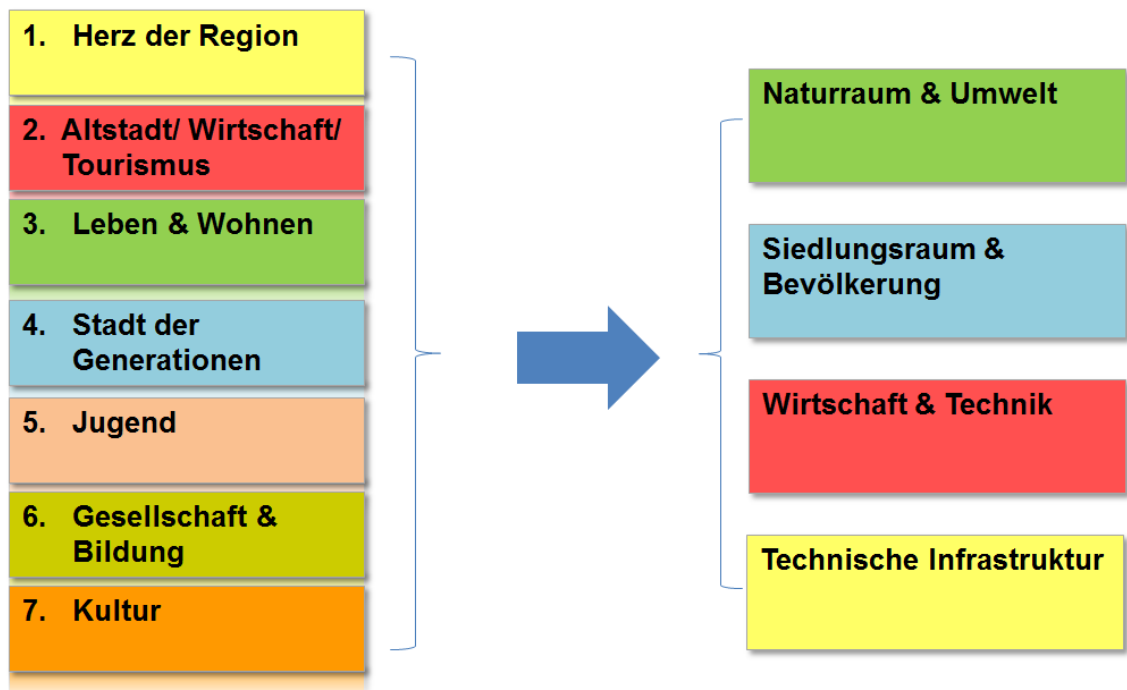 1. Herz der Region
2. Altstadt/ Wirtschaft/
Tourismus
3. Leben & Wohnen
4. Stadt der
Generationen
5. Jugend
6. Gesellschaft &
Bildung
7. Kultur
Naturraum & Umwelt
Siedlungsraum &
Bevölkerung
Wirtschaft & Technik
Technische Infrastruktur